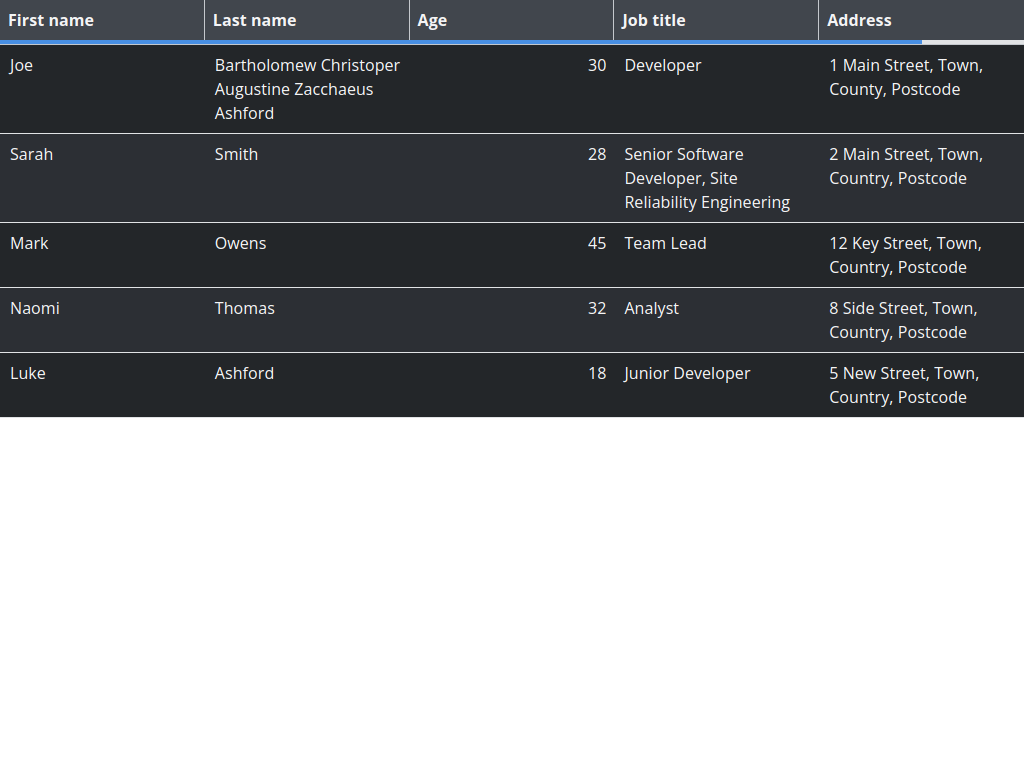 First name Last name Age Job title Address
Joe Bartholomew Christoper 30 Developer 1 Main Street, Town,
Augustine Zacchaeus County, Postcode
Ashford
Sarah Smith 28 Senior Software 2 Main Street, Town,
Developer, Site Country, Postcode
Reliability Engineering
Mark Owens 45 Team Lead 12 Key Street, Town,
Country, Postcode
Naomi Thomas 32 Analyst 8 Side Street, Town,
Country, Postcode
Luke Ashford 18 Junior Developer 5 New Street, Town,
Country, Postcode